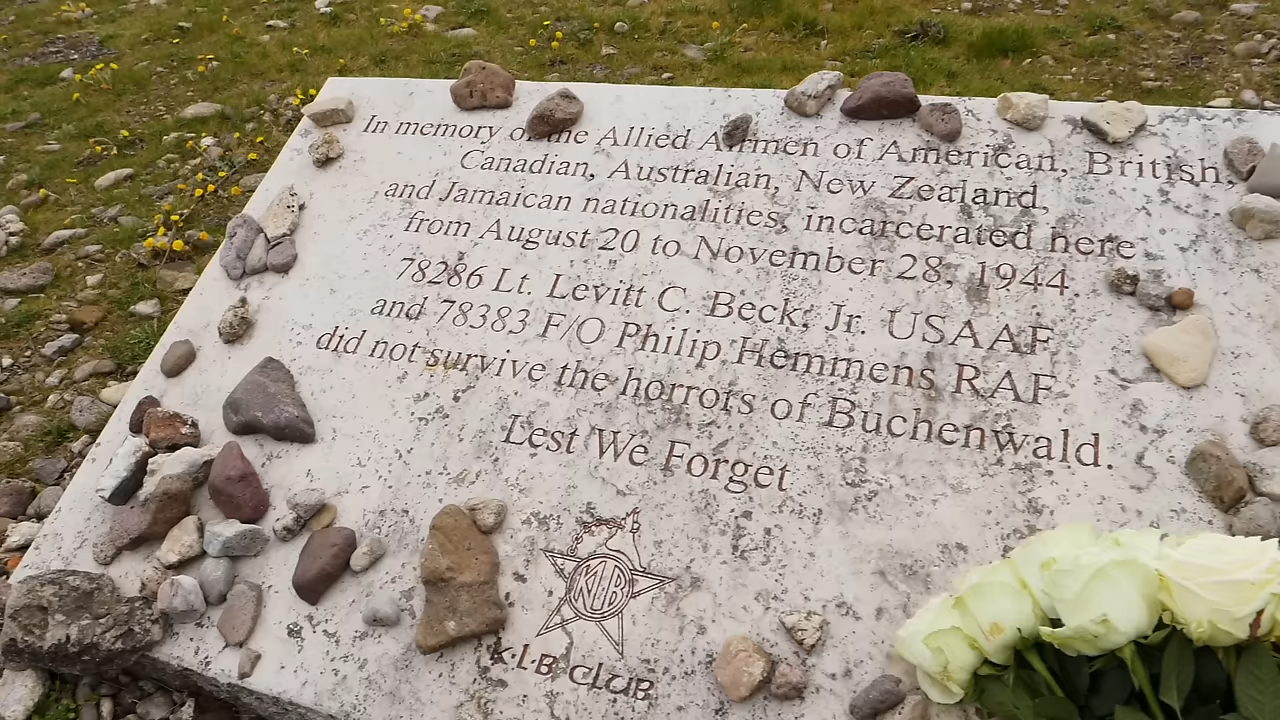 In memory of the Allied Airmen of American, British,
Canadian, Australian, New Zealand,
and Jamaican nationalities, incarcerated here
from August 20 to November 28, 1944.
78286 Lt. Levitt C. Beck, Jr. USAAF
and 78383 F/O Philip Hemmens RAF
did not survive the horrors of Buchenwald.
Lest We Forget
KLB
K·L·B CLUB